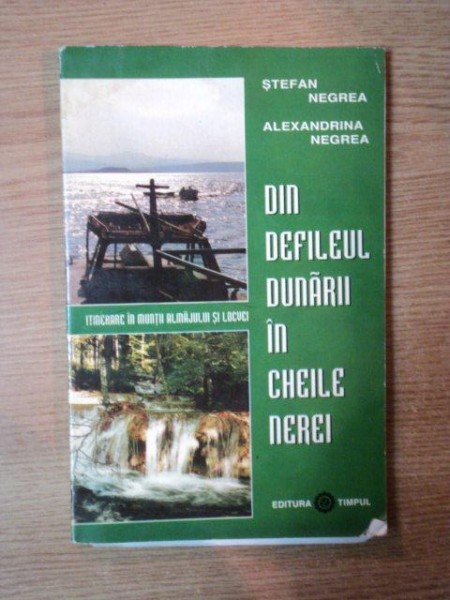 ŞTEFAN
NEGREA
ALEXANDRINA
NEGREA
DIN
DEFILEUL
DUNĂRII
ÎN
CHEILE
NEREI
ITINERARE ÎN MUNŢII ALMĂJULUI ŞI LOCVEI
EDITURA TIMPUL